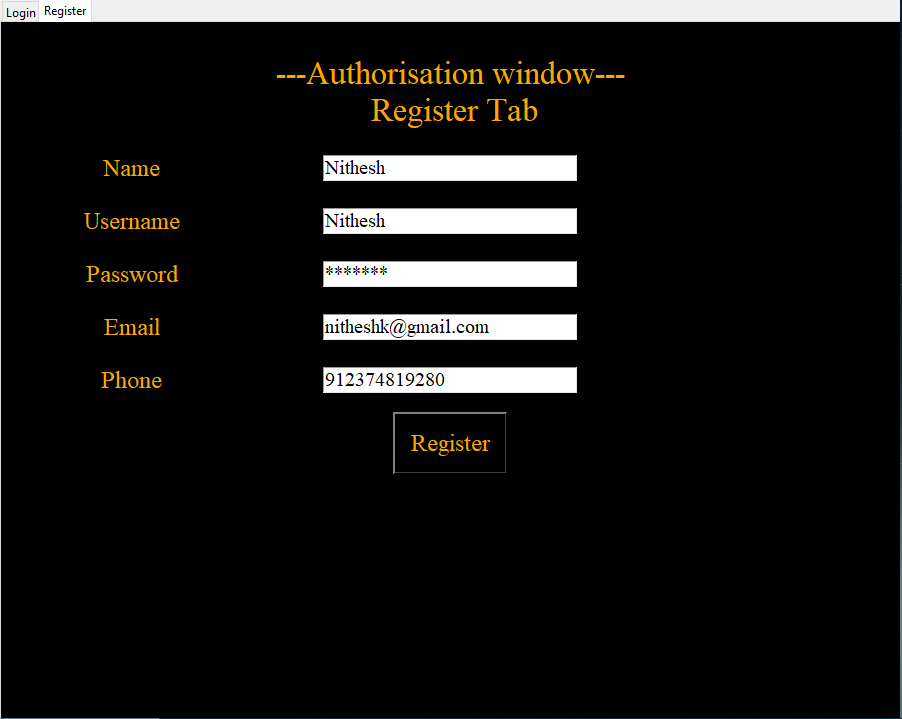 Login Register
---Authorisation window---
Register Tab
Name Nithesh
Username Nithesh
Password *******
Email nitheshk@gmail.com
Phone 912374819280
Register